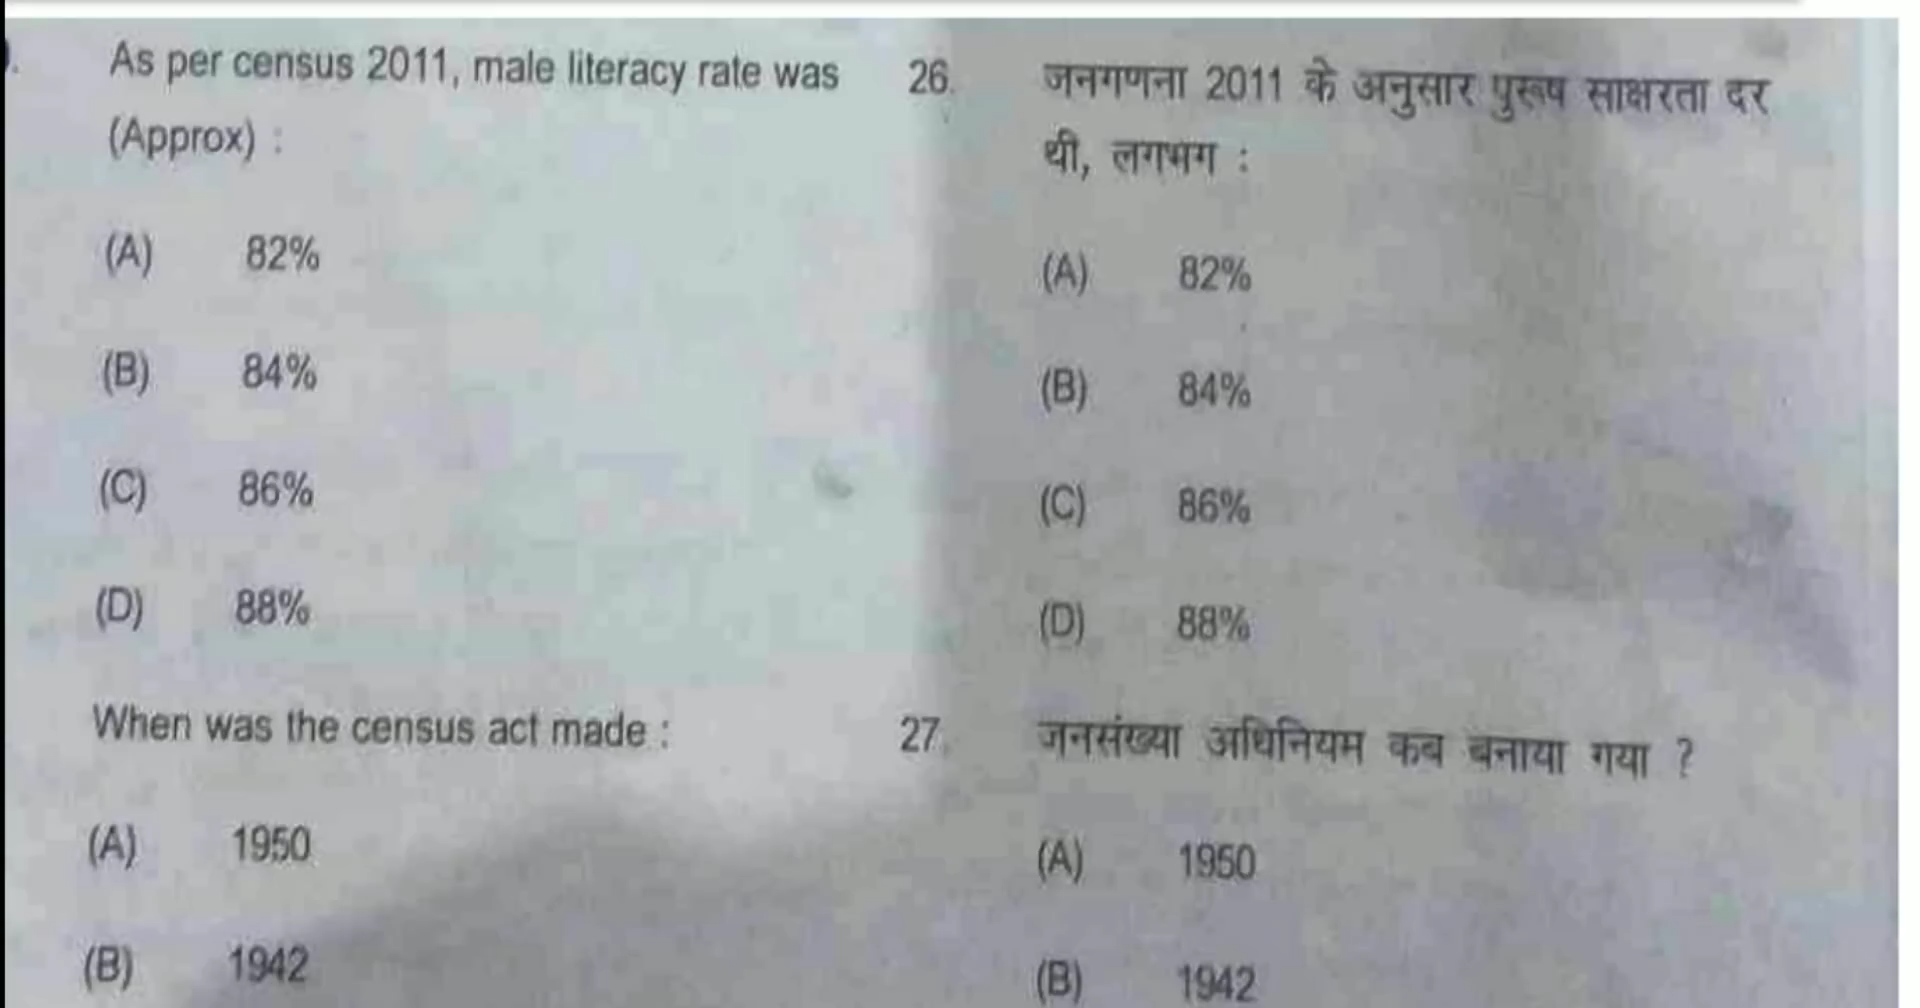 As per census 2011, male literacy rate was
(Approx) :
(A) 82%
(B) 84%
(C) 86%
(D) 88%
When was the census act made :
(A) 1950
(B) 1942
26. जनगणना 2011 के अनुसार पुरूष साक्षरता दर
थी, लगभग :
(A) 82%
(B) 84%
(C) 86%
(D) 88%
27. जनसंख्या अधिनियम कब बनाया गया ?
(A) 1950
(B) 1942